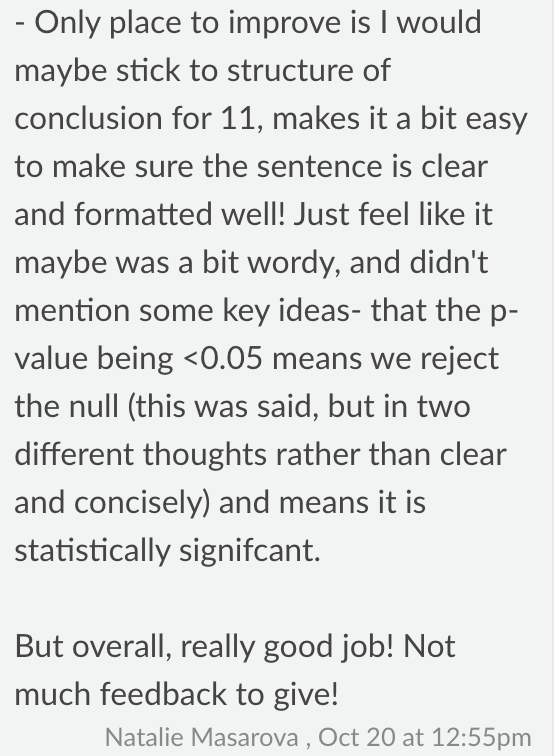 - Only place to improve is I would
maybe stick to structure of
conclusion for 11, makes it a bit easy
to make sure the sentence is clear
and formatted well! Just feel like it
maybe was a bit wordy, and didn't
mention some key ideas- that the p-
value being <0.05 means we reject
the null (this was said, but in two
different thoughts rather than clear
and concisely) and means it is
statistically signifcant.
But overall, really good job! Not
much feedback to give!
Natalie Masarova , Oct 20 at 12:55pm